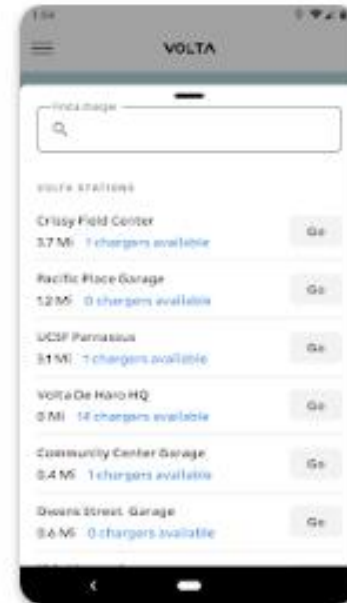 VOLTA
Find a charger
VOLTA STATIONS
Crissy Field Center
3.7 Mi 1 chargers available
Go
Pacific Place Garage
1.2 Mi 0 chargers available
Go
UCSF Parnassus
3.1 Mi 1 chargers available
Go
Volta De Haro HQ
0 Mi 14 chargers available
Go
Community Center Garage
0.4 Mi 1 chargers available
Go
Owens Street Garage
0.6 Mi 0 chargers available
Go